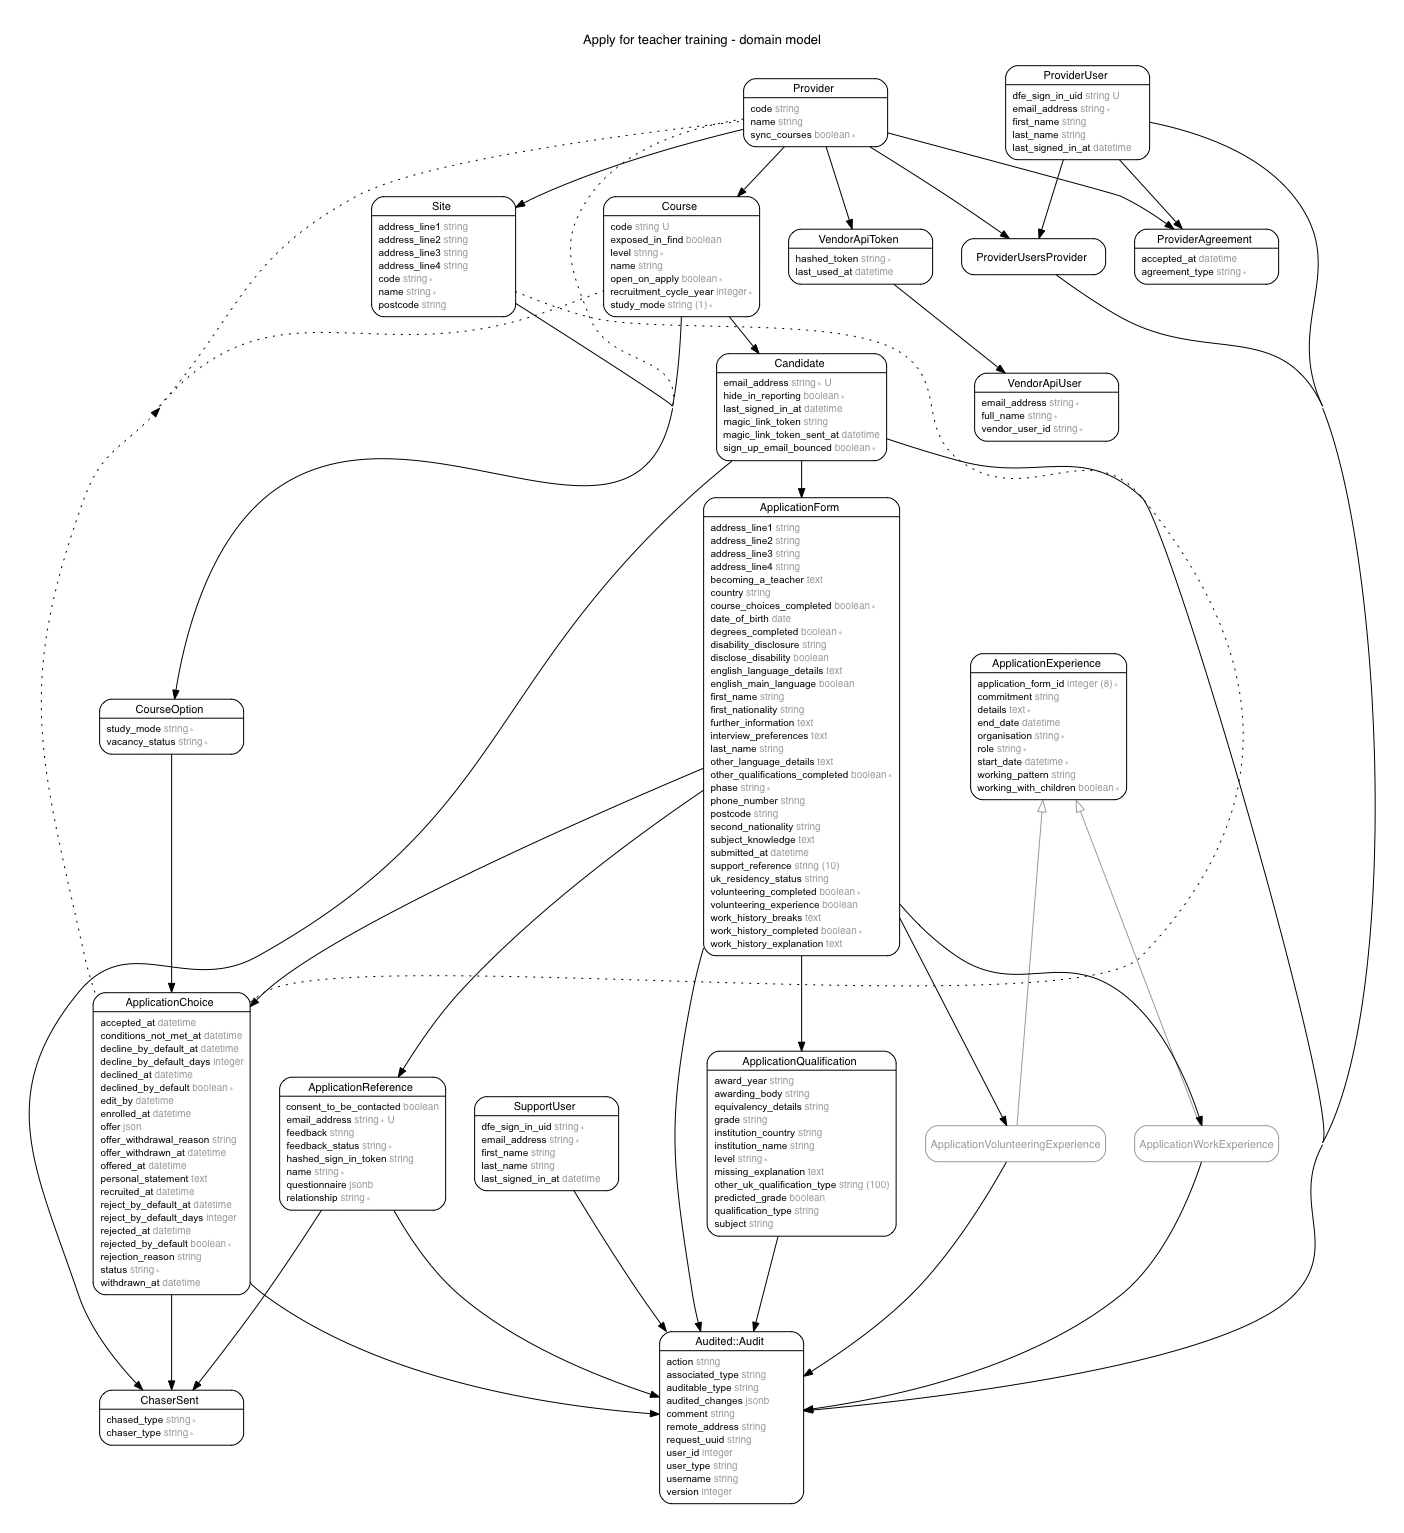 Apply for teacher training - domain model
Provider
code string
name string
sync_courses boolean *
ProviderUser
dfe_sign_in_uid string U
email_address string *
first_name string
last_name string
last_signed_in_at datetime
Site
address_line1 string
address_line2 string
address_line3 string
address_line4 string
code string *
name string *
postcode string
Course
code string U
exposed_in_find boolean
level string *
name string
open_on_apply boolean *
recruitment_cycle_year integer *
study_mode string (1) *
VendorApiToken
hashed_token string *
last_used_at datetime
ProviderUsersProvider
ProviderAgreement
accepted_at datetime
agreement_type string *
Candidate
email_address string * U
hide_in_reporting boolean *
last_signed_in_at datetime
magic_link_token string
magic_link_token_sent_at datetime
sign_up_email_bounced boolean *
VendorApiUser
email_address string *
full_name string *
vendor_user_id string *
ApplicationForm
address_line1 string
address_line2 string
address_line3 string
address_line4 string
becoming_a_teacher text
country string
course_choices_completed boolean *
date_of_birth date
degrees_completed boolean *
disability_disclosure string
disclose_disability boolean
english_language_details text
english_main_language boolean
first_name string
first_nationality string
further_information text
interview_preferences text
last_name string
other_language_details text
other_qualifications_completed boolean *
phase string *
phone_number string
postcode string
second_nationality string
subject_knowledge text
submitted_at datetime
support_reference string (10)
uk_residency_status string
volunteering_completed boolean *
volunteering_experience boolean
work_history_breaks text
work_history_completed boolean *
work_history_explanation text
ApplicationExperience
application_form_id integer (8) *
commitment string
details text *
end_date datetime
organisation string *
role string *
start_date datetime *
working_pattern string
working_with_children boolean *
CourseOption
study_mode string *
vacancy_status string *
ApplicationChoice
accepted_at datetime
conditions_not_met_at datetime
decline_by_default_at datetime
decline_by_default_days integer
declined_at datetime
declined_by_default boolean *
edit_by datetime
enrolled_at datetime
offer json
offer_withdrawal_reason string
offer_withdrawn_at datetime
offered_at datetime
personal_statement text
recruited_at datetime
reject_by_default_at datetime
reject_by_default_days integer
rejected_at datetime
rejected_by_default boolean *
rejection_reason string
status string *
withdrawn_at datetime
ApplicationReference
consent_to_be_contacted boolean
email_address string * U
feedback string
feedback_status string *
hashed_sign_in_token string
name string *
questionnaire jsonb
relationship string *
SupportUser
dfe_sign_in_uid string *
email_address string *
first_name string
last_name string
last_signed_in_at datetime
ApplicationQualification
award_year string
awarding_body string
equivalency_details string
grade string
institution_country string
institution_name string
level string *
missing_explanation text
other_uk_qualification_type string (100)
predicted_grade boolean
qualification_type string
subject string
ApplicationVolunteeringExperience
ApplicationWorkExperience
Audited::Audit
action string
associated_type string
auditable_type string
audited_changes jsonb
comment string
remote_address string
request_uuid string
user_id integer
user_type string
username string
version integer
ChaserSent
chased_type string *
chaser_type string *